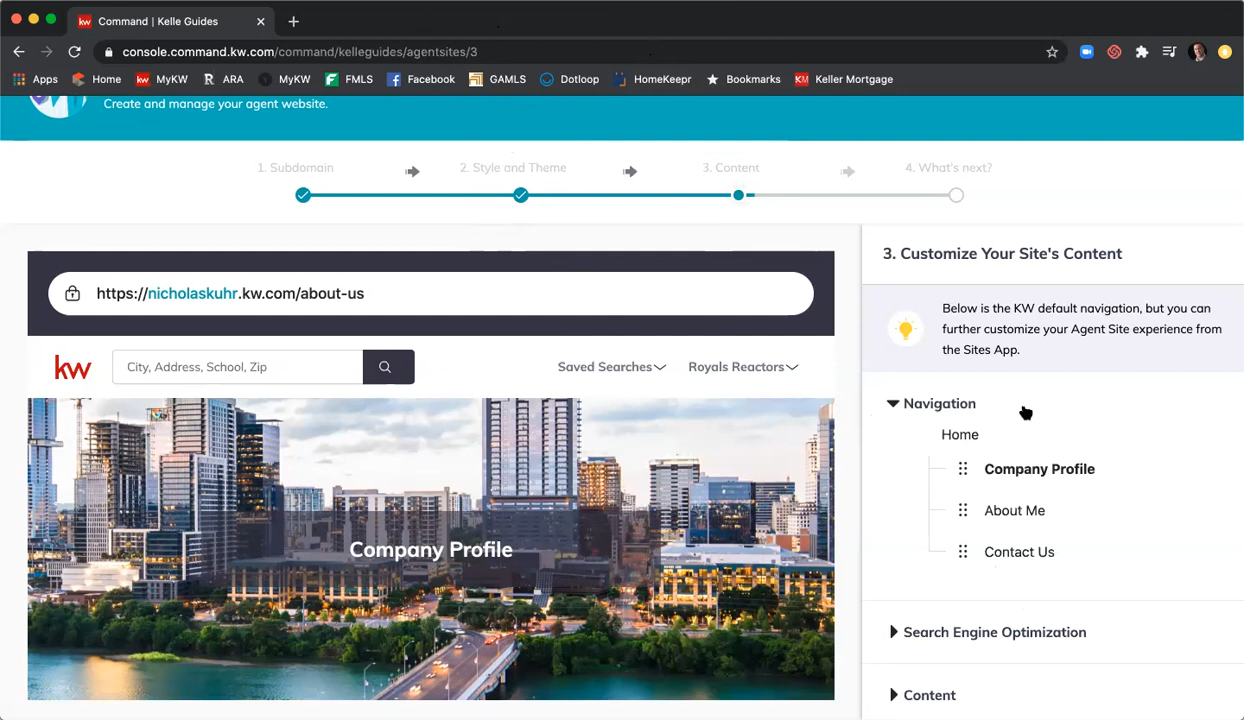 kw Command | Kelle Guides
console.command.kw.com/command/kelleguides/agentsites/3
Apps Home kw MyKW R ARA MyKW FMLS Facebook GAMLS Dotloop HomeKeepr Bookmarks KM Keller Mortgage
Create and manage your agent website.
1. Subdomain 2. Style and Theme 3. Content 4. What's next?
https://nicholaskuhr.kw.com/about-us
kw City, Address, School, Zip Saved Searches Royals Reactors
Company Profile
3. Customize Your Site's Content
Below is the KW default navigation, but you can
further customize your Agent Site experience from
the Sites App.
Navigation
Home
Company Profile
About Me
Contact Us
Search Engine Optimization
Content